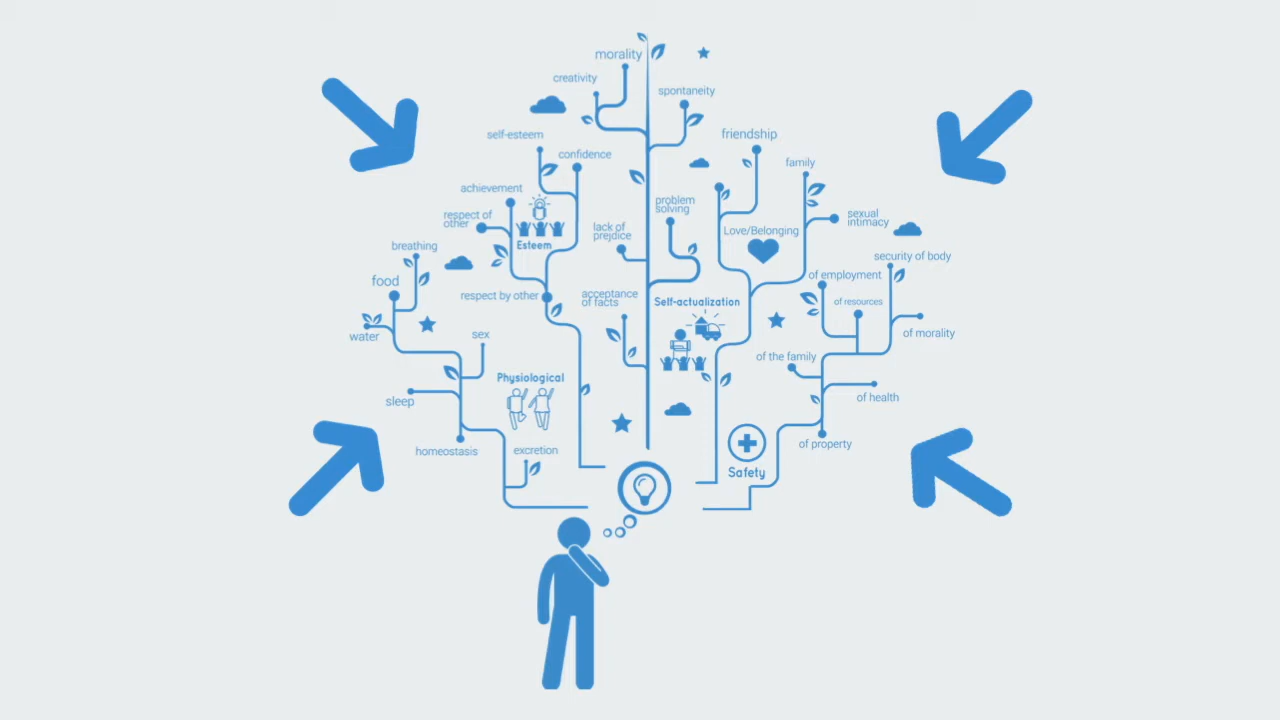 morality
creativity
spontaneity
self-esteem
friendship
confidence
family
achievement
problem
solving
respect of
other
sexual
intimacy
lack of
prejdice
Love/Belonging
breathing
Esteem
security of body
food
of employment
respect by other
acceptance
of facts
Self-actualization
of resources
water
sex
of morality
of the family
Physiological
sleep
of health
homeostasis
excretion
of property
Safety